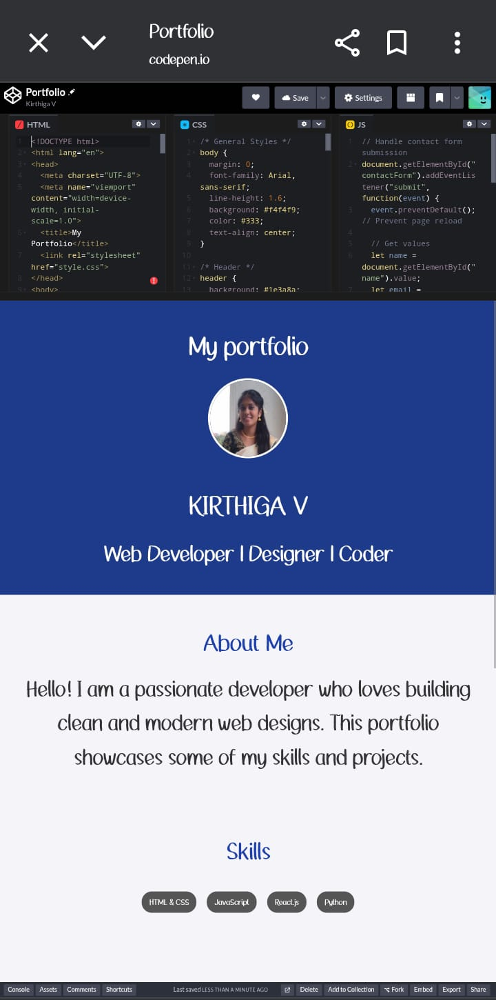 Portfolio
codepen.io
Portfolio
Kirthiga V
Save
Settings
HTML
1 <!DOCTYPE html>
2 <html lang="en">
3 <head>
4 <meta charset="UTF-8">
5 <meta name="viewport"
content="width=device-
width, initial-
scale=1.0">
6 <title>My
Portfolio</title>
7 <link rel="stylesheet"
href="style.css">
8 </head>
9 <body>
CSS
1 /* General Styles */
2 body {
3 margin: 0;
4 font-family: Arial,
sans-serif;
5 line-height: 1.6;
6 background: #f4f4f9;
7 color: #333;
8 text-align: center;
9 }
10
11 /* Header */
12 header {
13 background: #1e3a8a;
JS
1 // Handle contact form
submission
2 document.getElementById("
contactForm").addEventLis
tener("submit",
function(event) {
3 event.preventDefault();
// Prevent page reload
4
5 // Get values
6 let name =
document.getElementById("
name").value;
7 let email =
My portfolio
KIRTHIGA V
Web Developer | Designer | Coder
About Me
Hello! I am a passionate developer who loves building
clean and modern web designs. This portfolio
showcases some of my skills and projects.
Skills
HTML & CSS
JavaScript
React.js
Python
Console Assets Comments Shortcuts Last saved LESS THAN A MINUTE AGO Delete Add to Collection Fork Embed Export Share